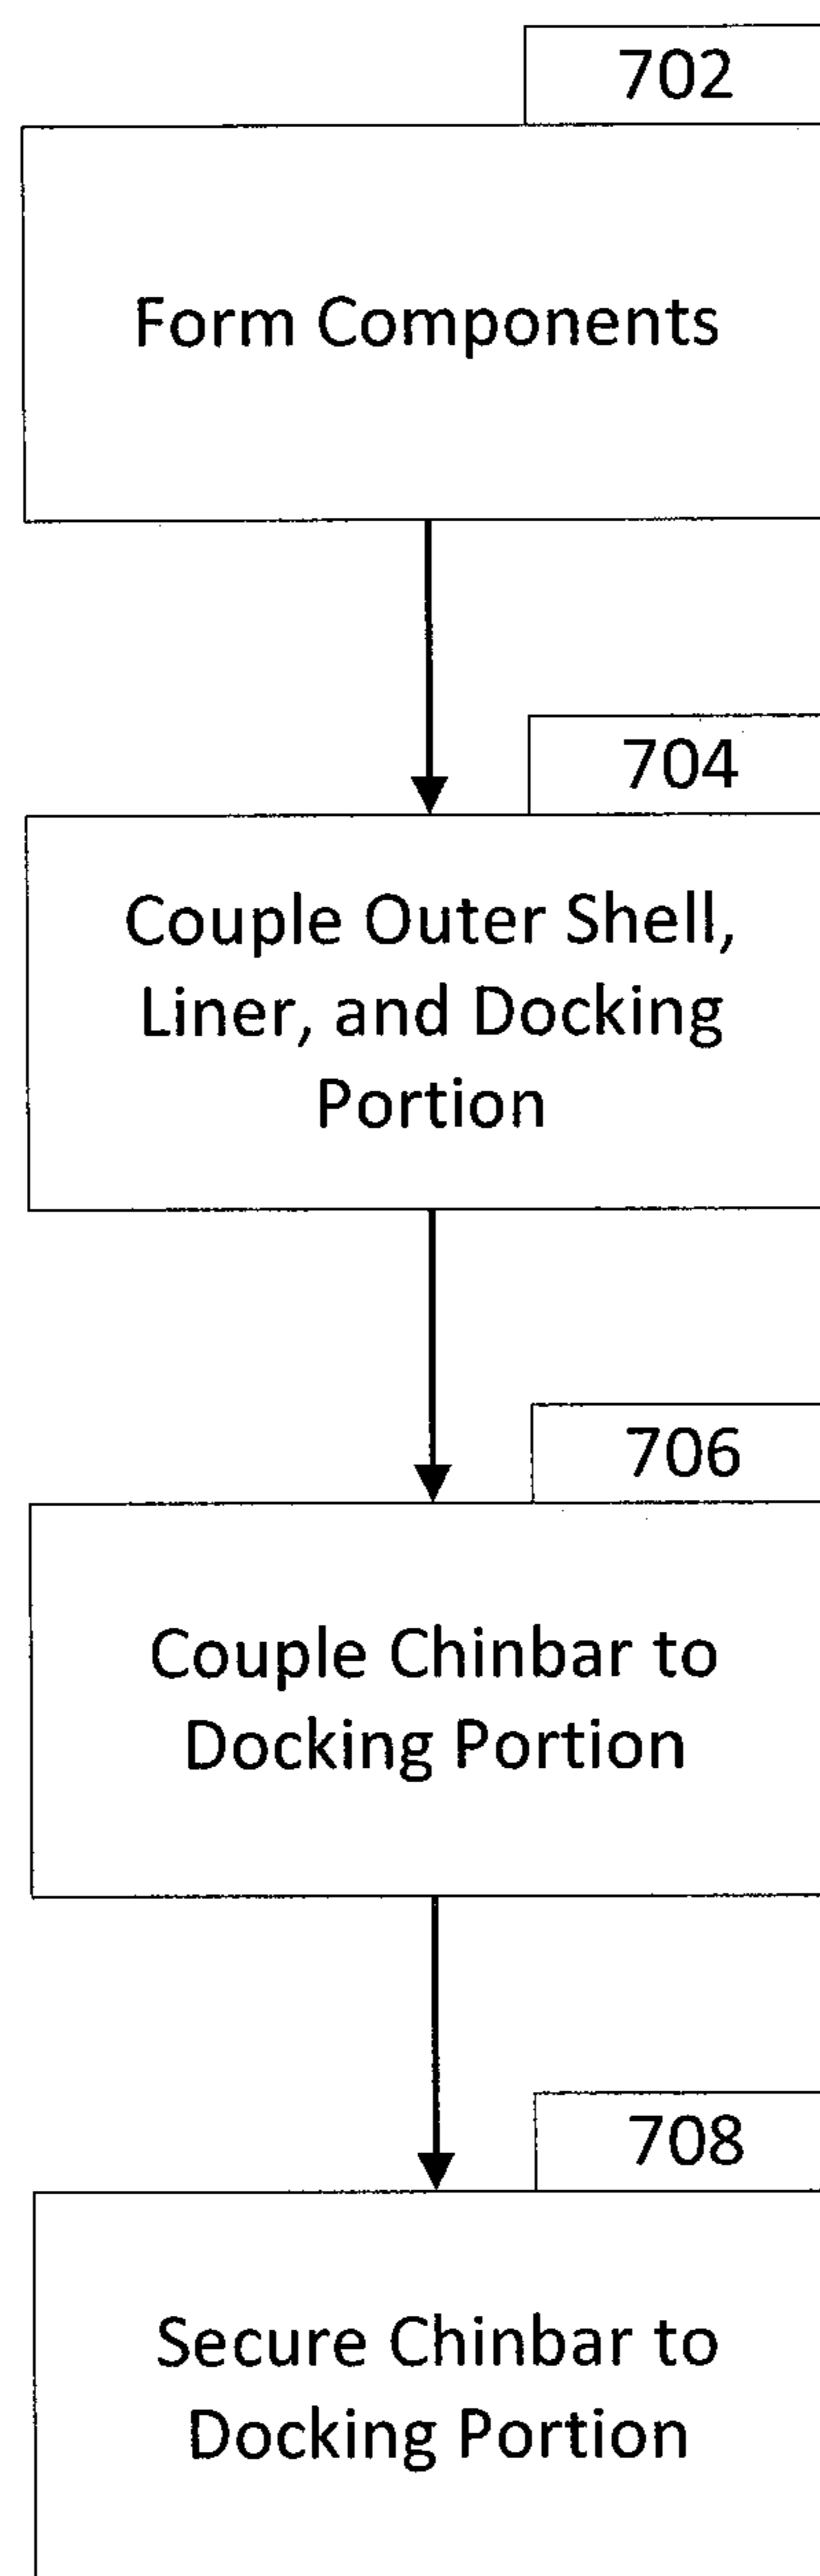 702
Form Components
704
Couple Outer Shell,
Liner, and Docking
Portion
706
Couple Chinbar to
Docking Portion
708
Secure Chinbar to
Docking Portion